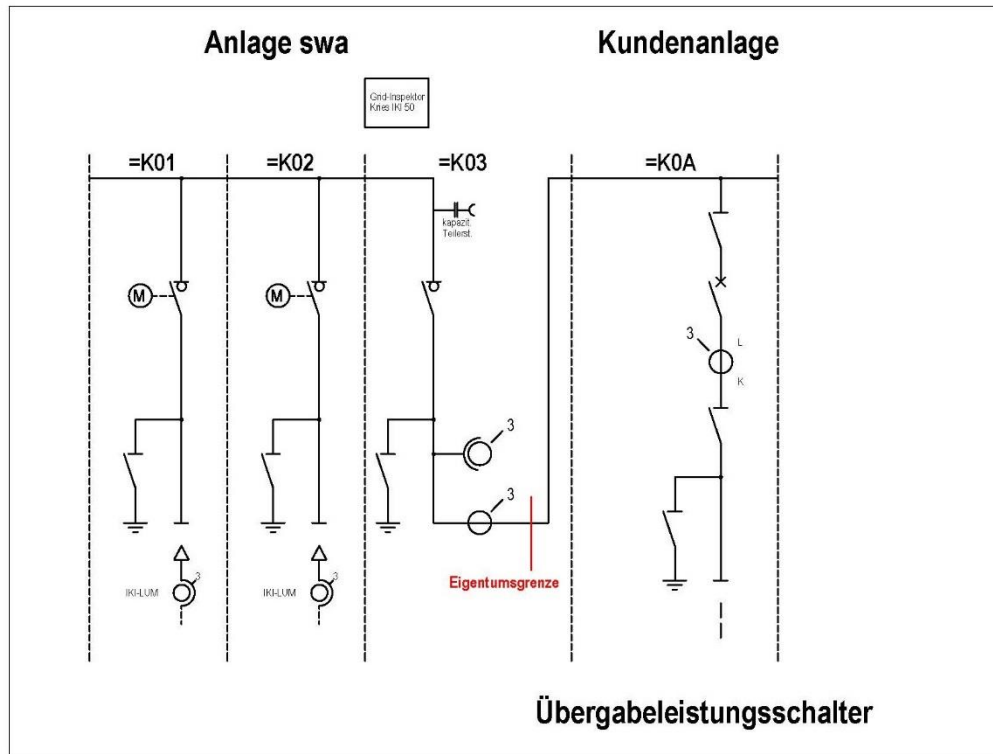 Anlage swa
Kundenanlage
Grid-Inspektor
Kries IKI 50
=K01
=K02
=K03
=K0A
kapazit.
Teilerst.
M
M
3
L
K
3
3
3
IKI-LUM
3
IKI-LUM
Eigentumsgrenze
Übergabeleistungsschalter